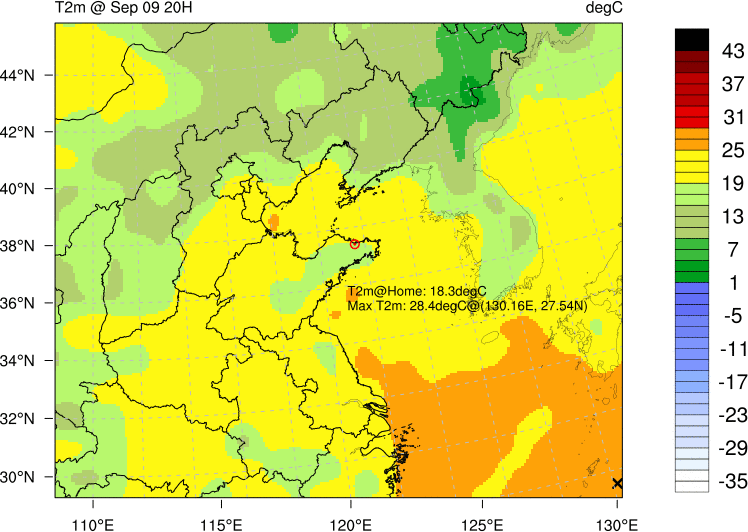 T2m @ Sep 09 20H
degC
44°N
42°N
40°N
38°N
36°N
34°N
32°N
30°N
T2m@Home: 18.3degC
Max T2m: 28.4degC@(130.16E, 27.54N)
110°E
115°E
120°E
125°E
130°E
43
37
31
25
19
13
7
1
-5
-11
-17
-23
-29
-35